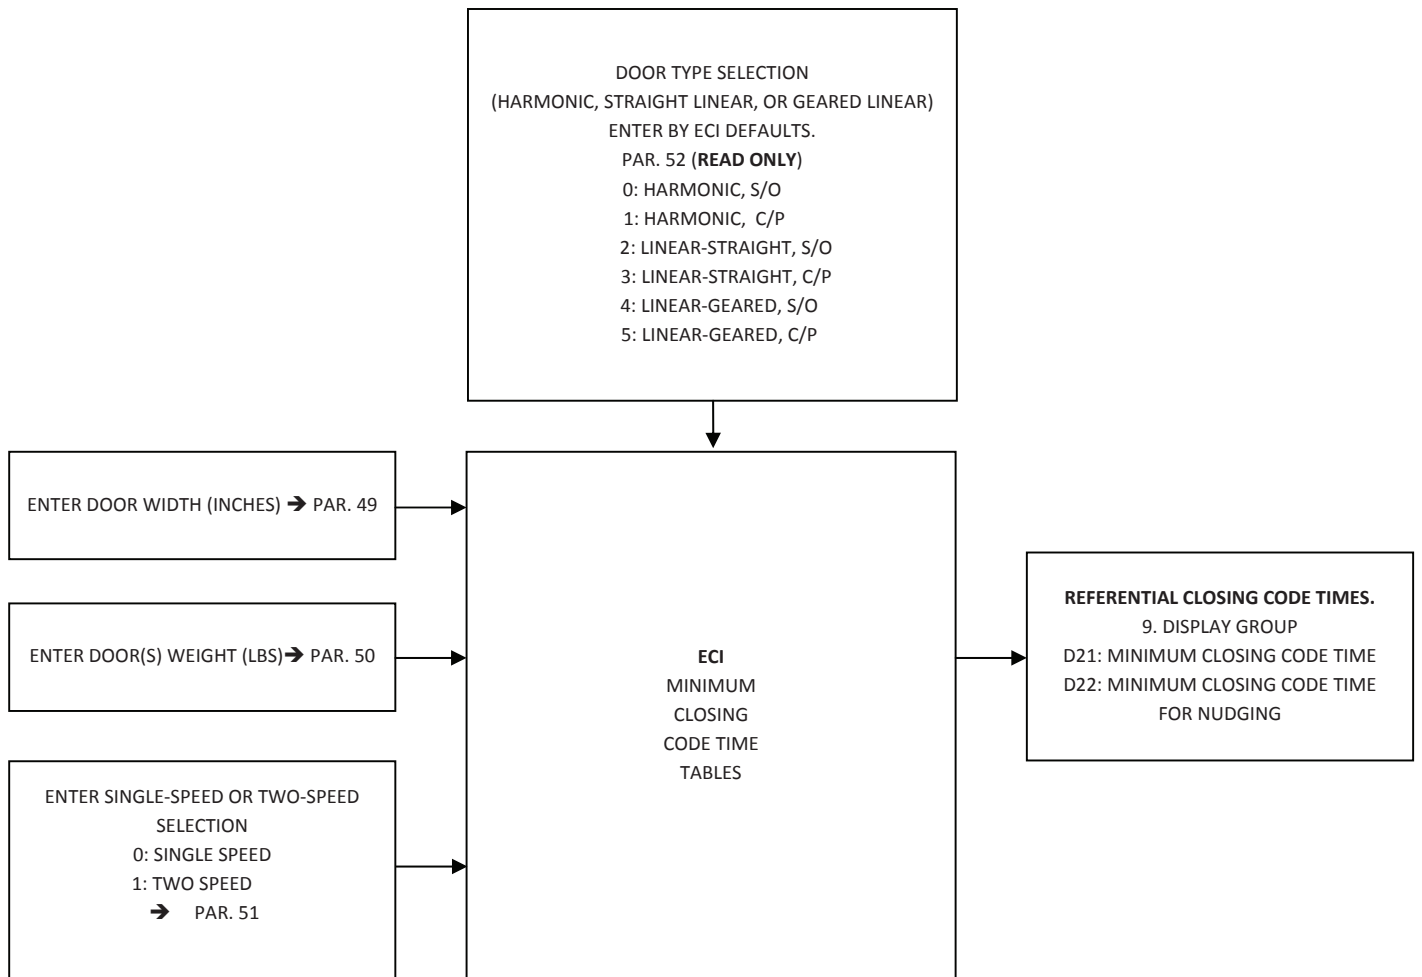 DOOR TYPE SELECTION
(HARMONIC, STRAIGHT LINEAR, OR GEARED LINEAR)
ENTER BY ECI DEFAULTS.
PAR. 52 (READ ONLY)
0: HARMONIC, S/O
1: HARMONIC, C/P
2: LINEAR-STRAIGHT, S/O
3: LINEAR-STRAIGHT, C/P
4: LINEAR-GEARED, S/O
5: LINEAR-GEARED, C/P
ENTER DOOR WIDTH (INCHES) ➔ PAR. 49
ENTER DOOR(S) WEIGHT (LBS)➔ PAR. 50
ENTER SINGLE-SPEED OR TWO-SPEED
SELECTION
0: SINGLE SPEED
1: TWO SPEED
➔ PAR. 51
ECI
MINIMUM
CLOSING
CODE TIME
TABLES
REFERENTIAL CLOSING CODE TIMES.
9. DISPLAY GROUP
D21: MINIMUM CLOSING CODE TIME
D22: MINIMUM CLOSING CODE TIME
FOR NUDGING